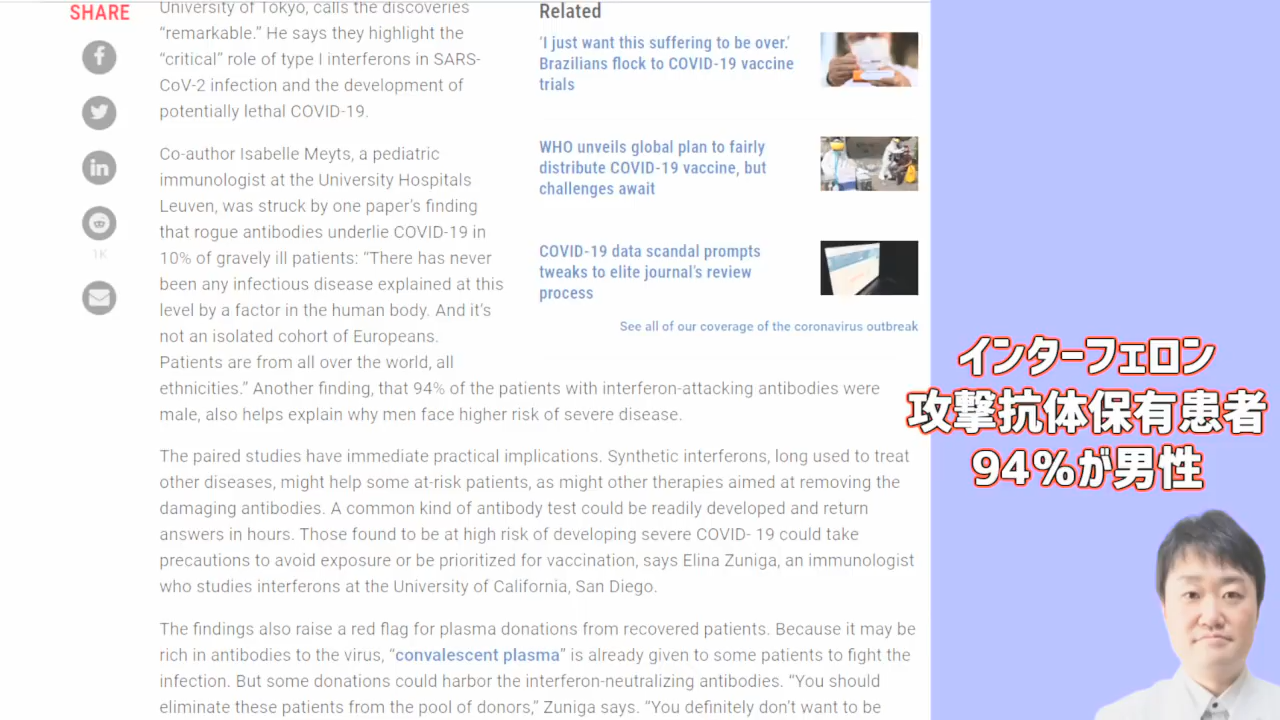 SHARE
1K
University of Tokyo, calls the discoveries
“remarkable.” He says they highlight the
“critical” role of type I interferons in SARS-
CoV-2 infection and the development of
potentially lethal COVID-19.
Co-author Isabelle Meyts, a pediatric
immunologist at the University Hospitals
Leuven, was struck by one paper’s finding
that rogue antibodies underlie COVID-19 in
10% of gravely ill patients: “There has never
been any infectious disease explained at this
level by a factor in the human body. And it’s
not an isolated cohort of Europeans.
Patients are from all over the world, all
ethnicities.” Another finding, that 94% of the patients with interferon-attacking antibodies were
male, also helps explain why men face higher risk of severe disease.
The paired studies have immediate practical implications. Synthetic interferons, long used to treat
other diseases, might help some at-risk patients, as might other therapies aimed at removing the
damaging antibodies. A common kind of antibody test could be readily developed and return
answers in hours. Those found to be at high risk of developing severe COVID- 19 could take
precautions to avoid exposure or be prioritized for vaccination, says Elina Zuniga, an immunologist
who studies interferons at the University of California, San Diego.
The findings also raise a red flag for plasma donations from recovered patients. Because it may be
rich in antibodies to the virus, “convalescent plasma” is already given to some patients to fight the
infection. But some donations could harbor the interferon-neutralizing antibodies. “You should
eliminate these patients from the pool of donors,” Zuniga says. “You definitely don’t want to be
Related
‘I just want this suffering to be over.’
Brazilians flock to COVID-19 vaccine
trials
WHO unveils global plan to fairly
distribute COVID-19 vaccine, but
challenges await
COVID-19 data scandal prompts
tweaks to elite journal’s review
process
See all of our coverage of the coronavirus outbreak
インターフェロン
攻撃抗体保有患者
94%が男性